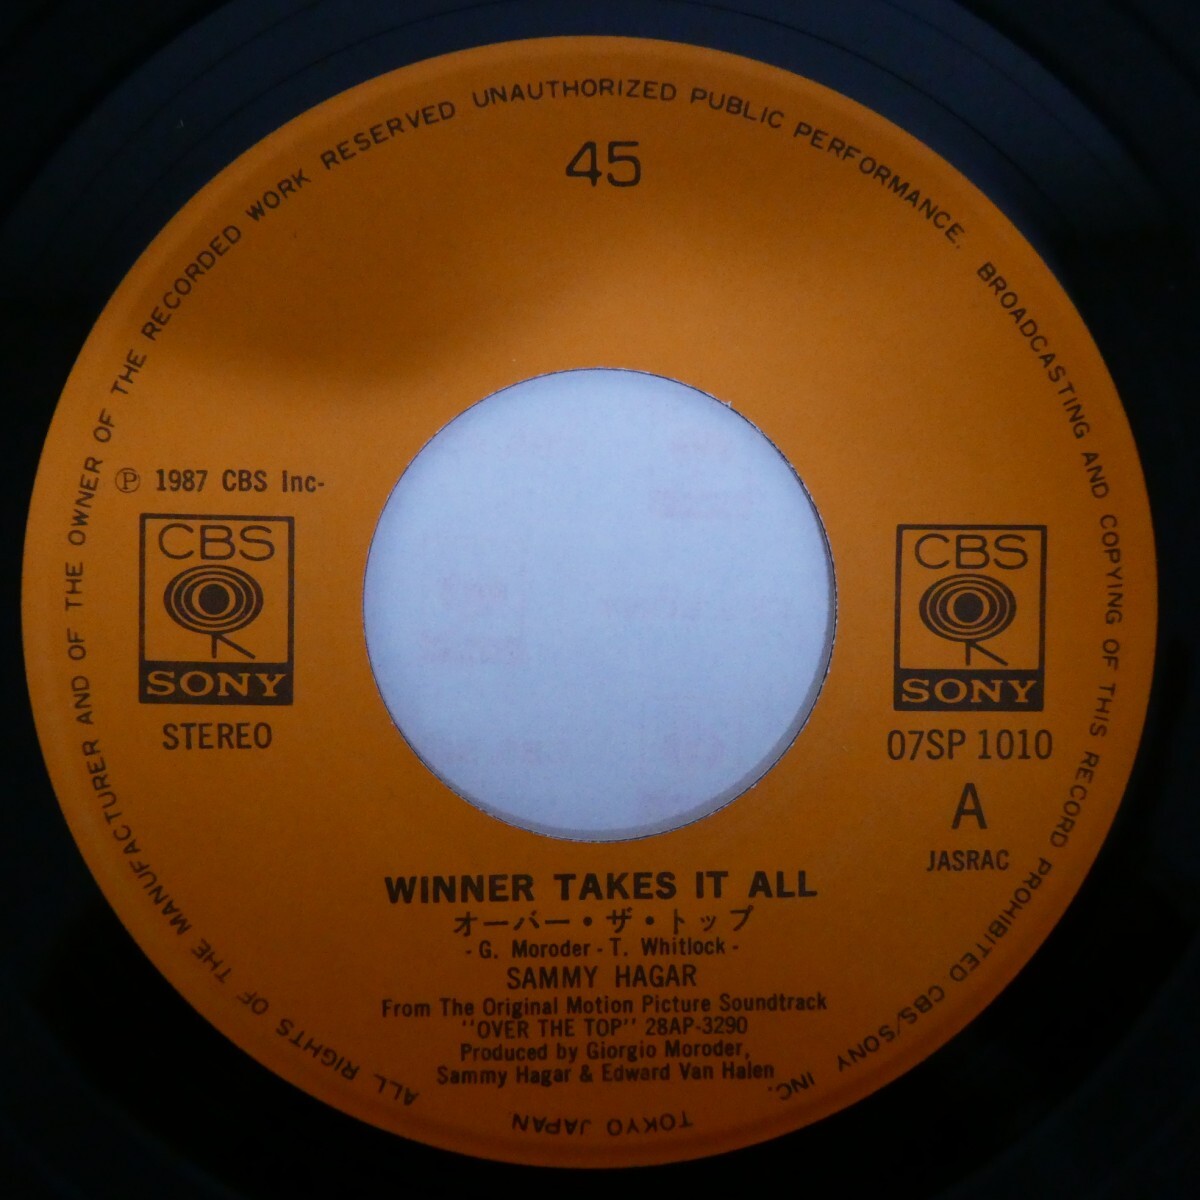 ALL RIGHTS OF THE MANUFACTURER AND OF THE OWNER OF THE RECORDED WORK RESERVED UNAUTHORIZED PUBLIC PERFORMANCE. BROADCASTING AND COPYING OF THIS RECORD PROHIBITED CBS/SONY INC. TOKYO JAPAN
45
Ⓟ 1987 CBS Inc-
CBS
SONY
STEREO
CBS
SONY
07SP 1010
A
JASRAC
WINNER TAKES IT ALL
オーバー・ザ・トップ
- G. Moroder - T. Whitlock -
SAMMY HAGAR
From The Original Motion Picture Soundtrack
"OVER THE TOP" 28AP-3290
Produced by Giorgio Moroder,
Sammy Hagar & Edward Van Halen